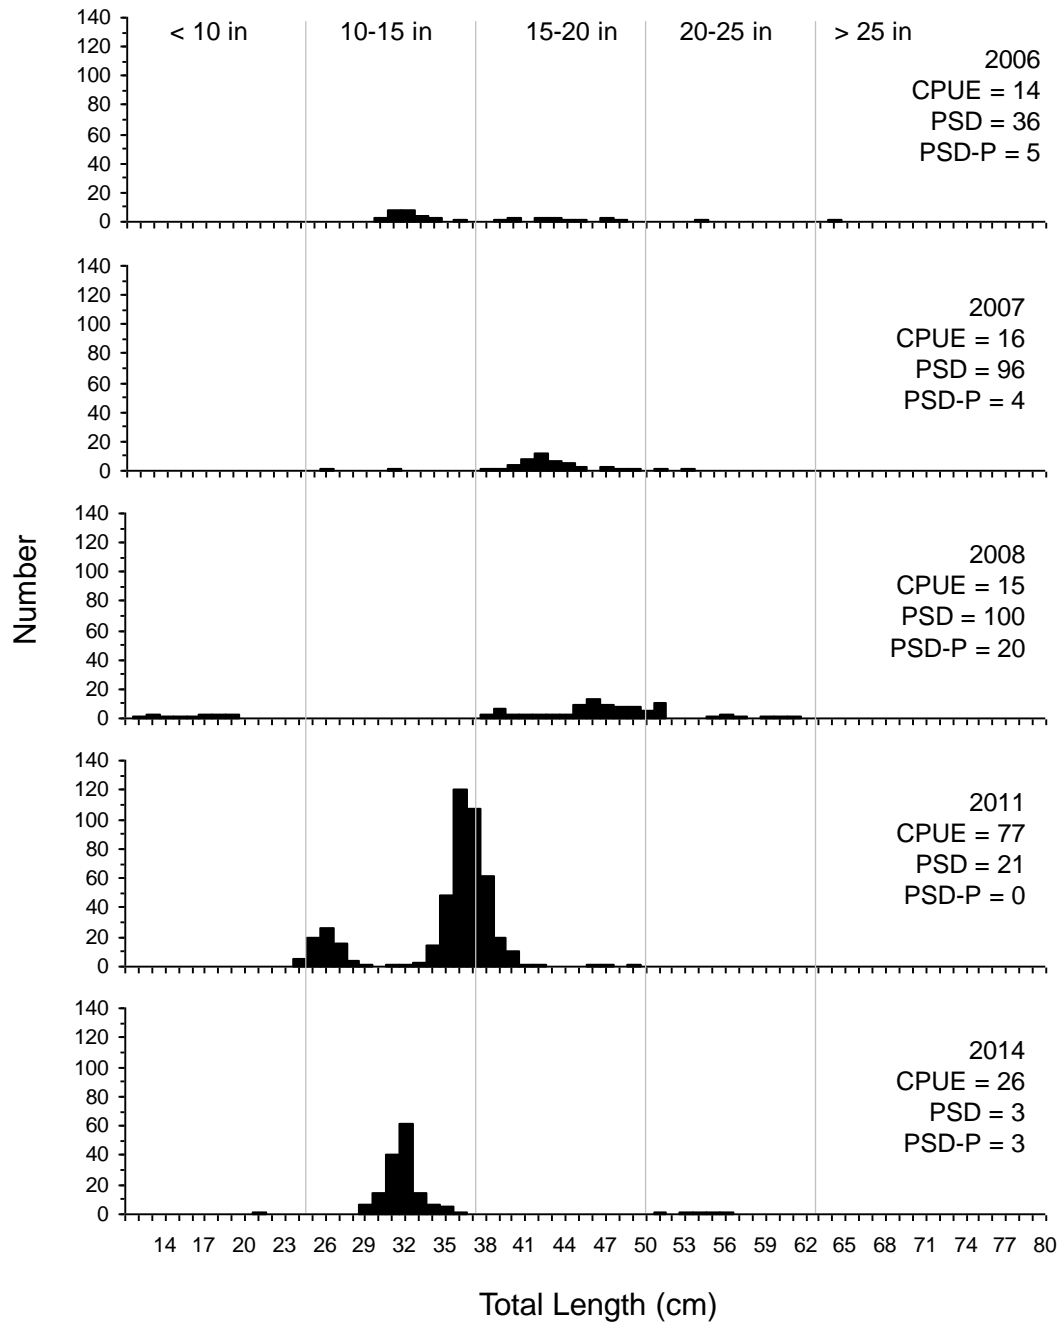 140
120
100
80
60
40
20
0
< 10 in 10-15 in 15-20 in 20-25 in > 25 in
2006
CPUE = 14
PSD = 36
PSD-P = 5
140
120
100
80
60
40
20
0
2007
CPUE = 16
PSD = 96
PSD-P = 4
140
120
100
80
60
40
20
0
2008
CPUE = 15
PSD = 100
PSD-P = 20
Number
140
120
100
80
60
40
20
0
2011
CPUE = 77
PSD = 21
PSD-P = 0
140
120
100
80
60
40
20
0
2014
CPUE = 26
PSD = 3
PSD-P = 3
14 17 20 23 26 29 32 35 38 41 44 47 50 53 56 59 62 65 68 71 74 77 80
Total Length (cm)